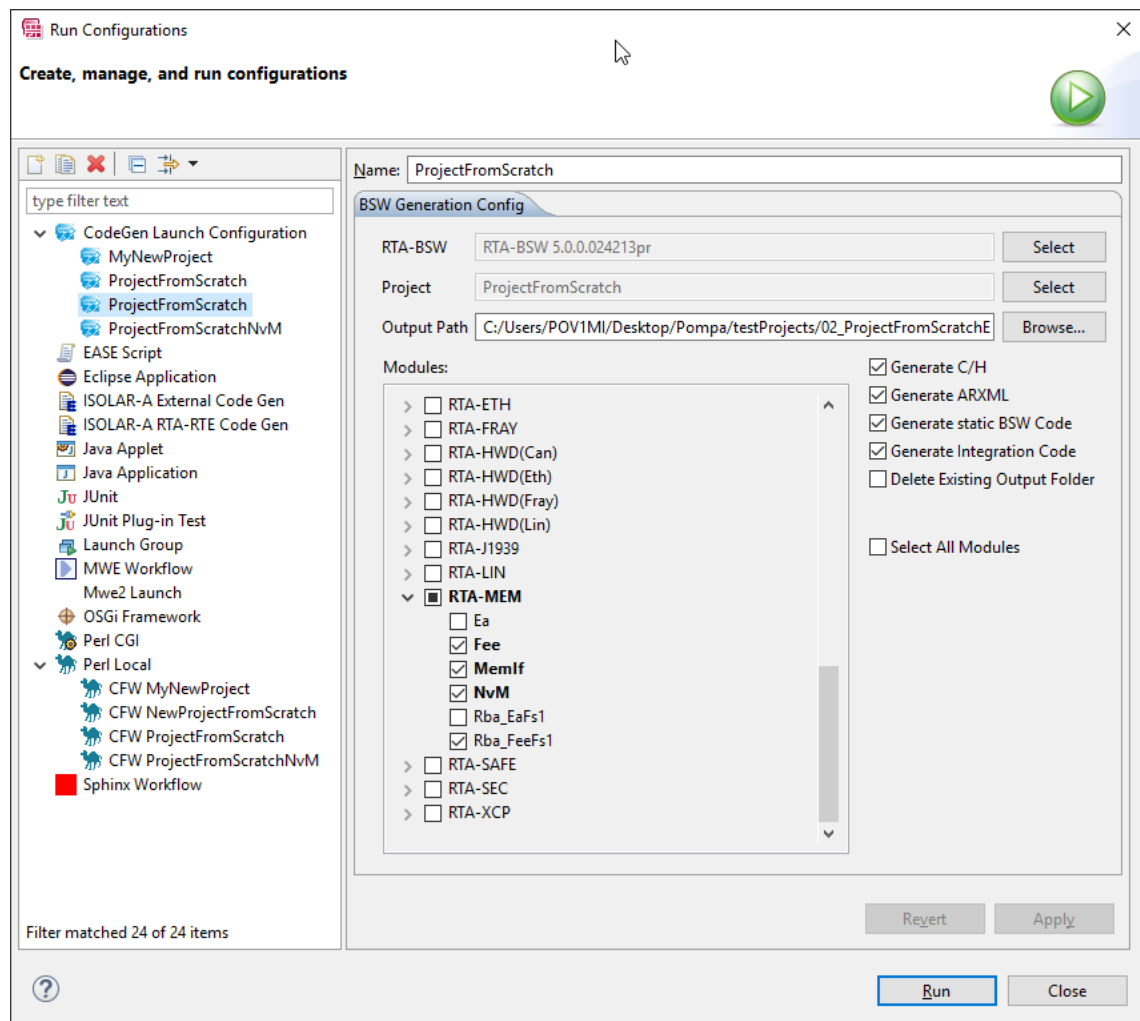 Run Configurations
Create, manage, and run configurations
type filter text
CodeGen Launch Configuration
MyNewProject
ProjectFromScratch
ProjectFromScratch
ProjectFromScratchNvM
EASE Script
Eclipse Application
ISOLAR-A External Code Gen
ISOLAR-A RTA-RTE Code Gen
Java Applet
Java Application
JUnit
JUnit Plug-in Test
Launch Group
MWE Workflow
Mwe2 Launch
OSGi Framework
Perl CGI
Perl Local
CFW MyNewProject
CFW NewProjectFromScratch
CFW ProjectFromScratch
CFW ProjectFromScratchNvM
Sphinx Workflow
Filter matched 24 of 24 items
Name: ProjectFromScratch
BSW Generation Config
RTA-BSW RTA-BSW 5.0.0.024213pr Select
Project ProjectFromScratch Select
Output Path C:/Users/POV1MI/Desktop/Pompa/testProjects/02_ProjectFromScratchE Browse...
Modules:
RTA-ETH
RTA-FRAY
RTA-HWD(Can)
RTA-HWD(Eth)
RTA-HWD(Fray)
RTA-HWD(Lin)
RTA-J1939
RTA-LIN
RTA-MEM
Ea
Fee
MemIf
NvM
Rba_EaFs1
Rba_FeeFs1
RTA-SAFE
RTA-SEC
RTA-XCP
Generate C/H
Generate ARXML
Generate static BSW Code
Generate Integration Code
Delete Existing Output Folder
Select All Modules
Revert Apply
Run Close